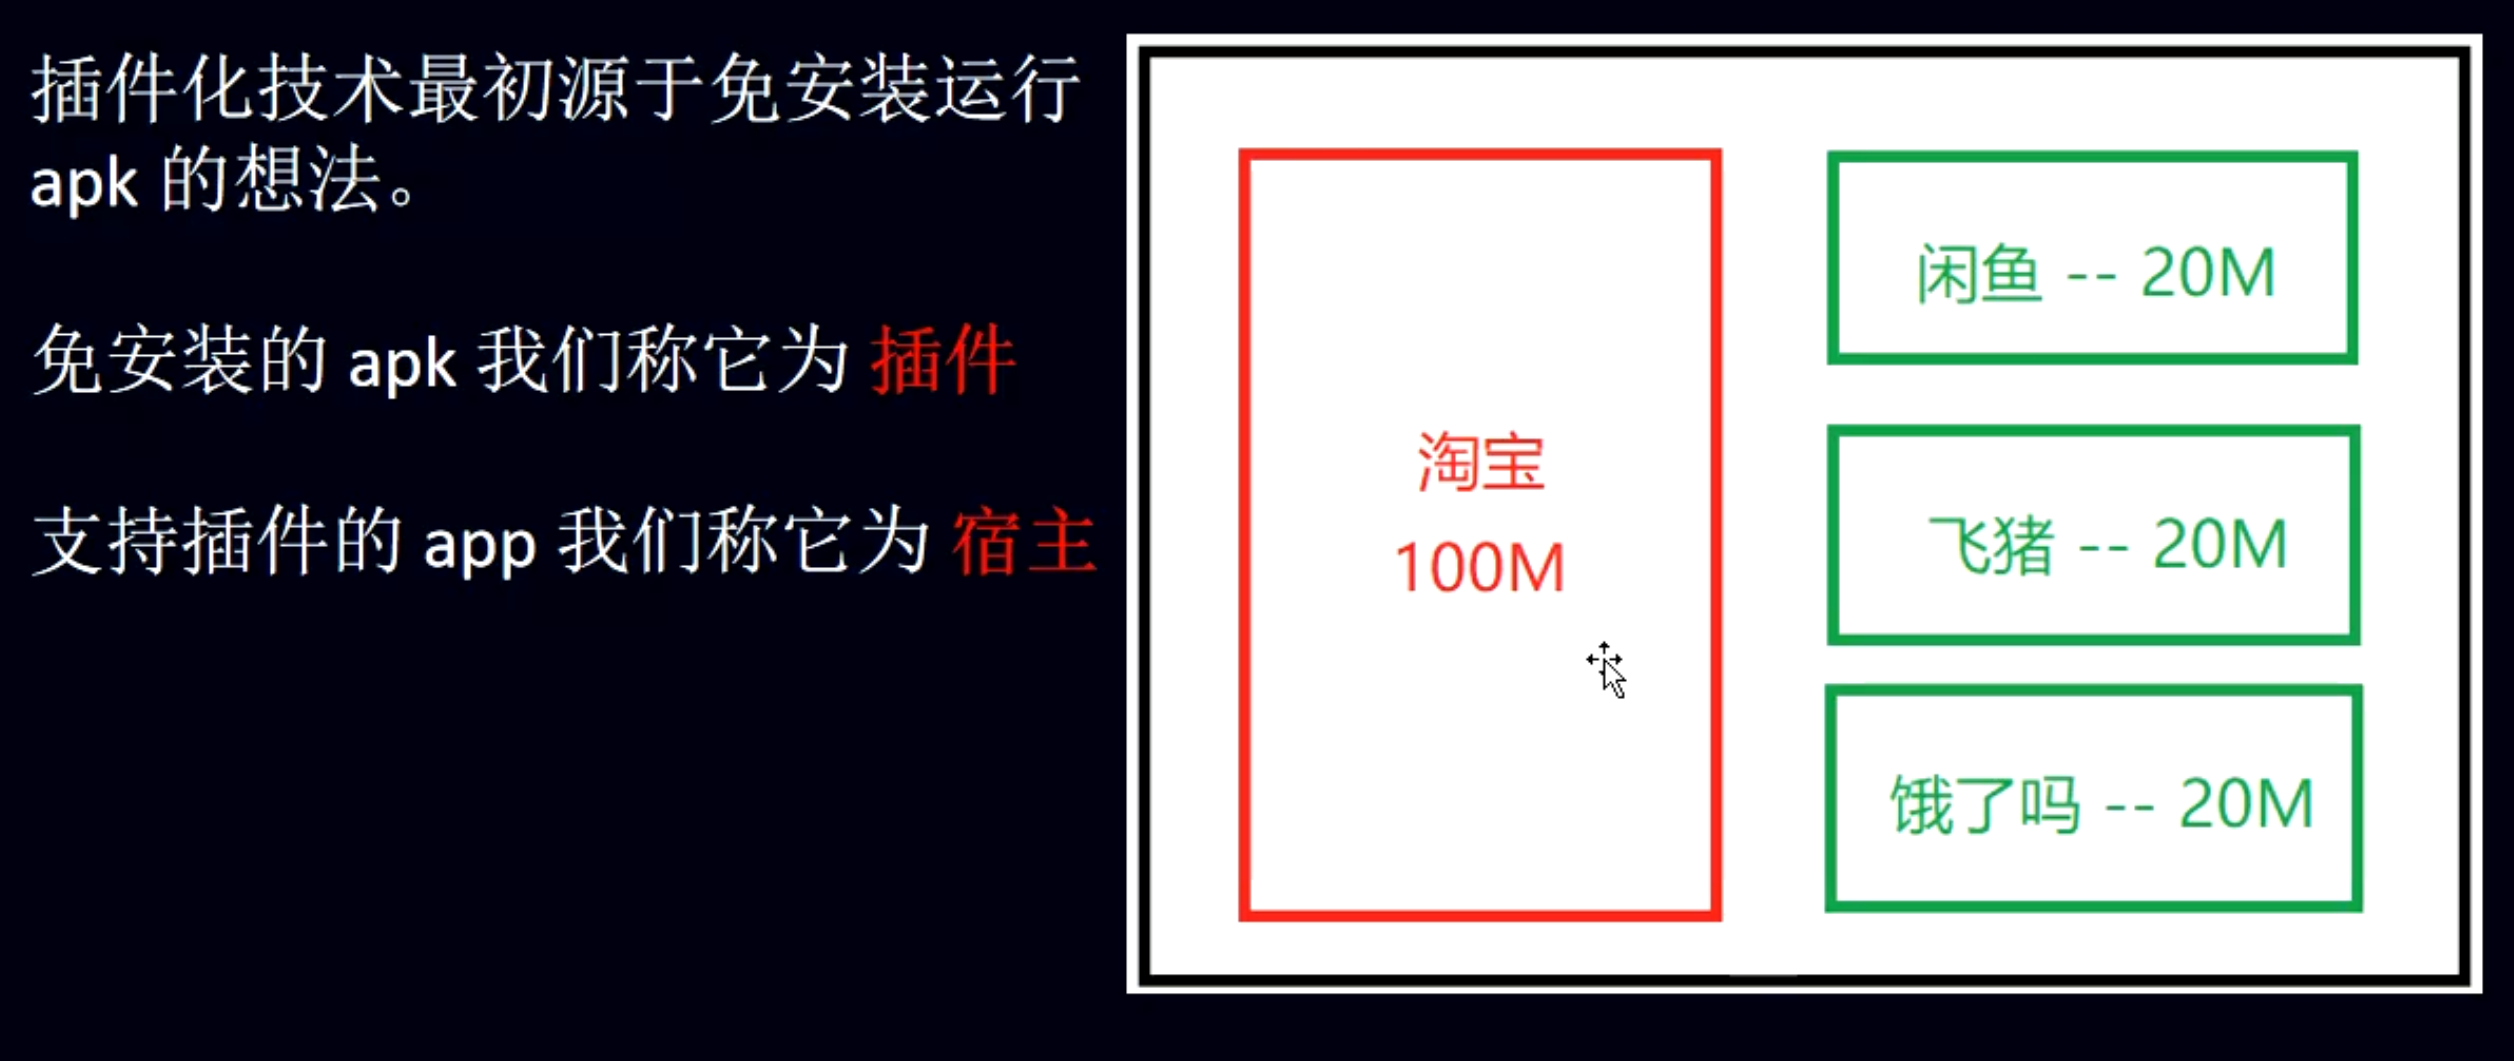 插件化技术最初源于免安装运行
apk 的想法。
免安装的 apk 我们称它为 插件
支持插件的 app 我们称它为 宿主
淘宝
100M
闲鱼 -- 20M
飞猪 -- 20M
饿了吗 -- 20M